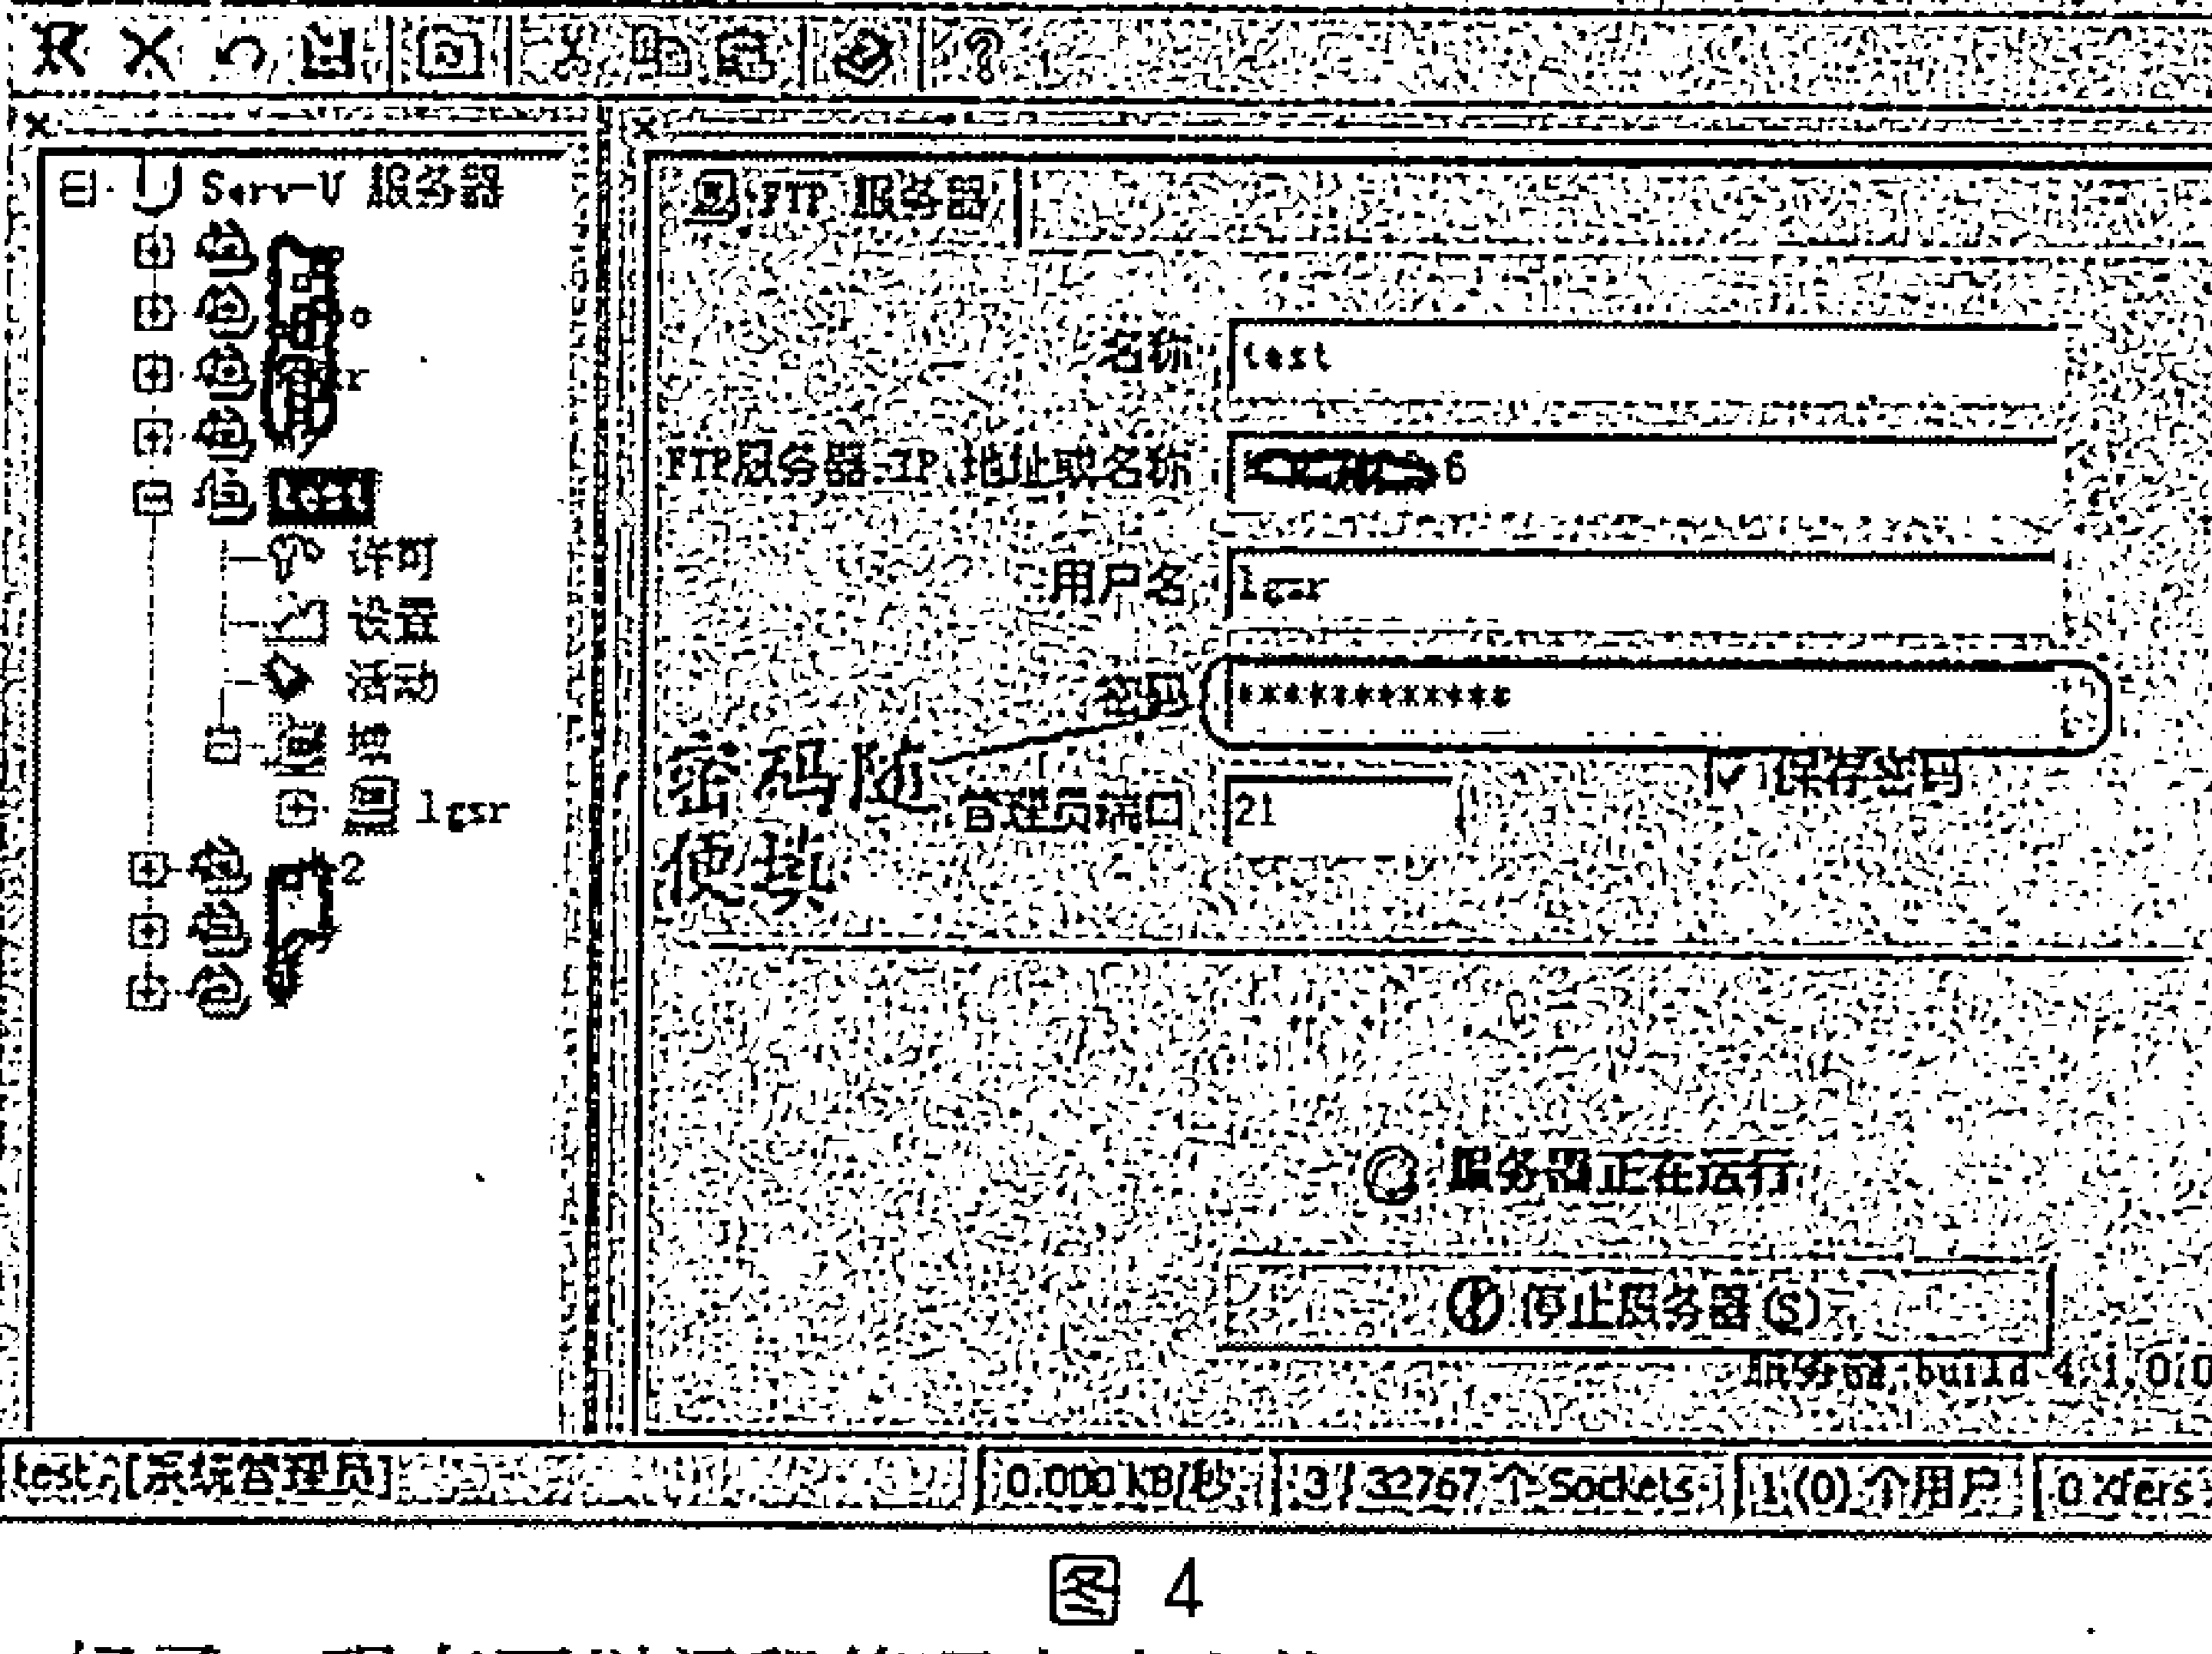 Serv-U 服务器
许可
设置
活动
域
lgsr
2
FTP 服务器
名称 test
FTP服务器 IP 地址或名称 6
用户名 lgsr
密码 *************
密码随
便填
保存密码
管理员端口 21
服务器正在运行
停止服务器(S)
build 4.1.0.0
test [系统管理员] 0.000 KB/秒 3 / 32767 个 Sockets 1 (0) 个用户 0 Xfers
图 4